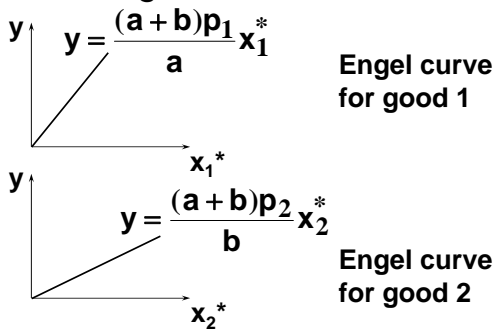 y
y = (a + b)p₁ / a x₁*
Engel curve
for good 1
x₁*
y
y = (a + b)p₂ / b x₂*
Engel curve
for good 2
x₂*